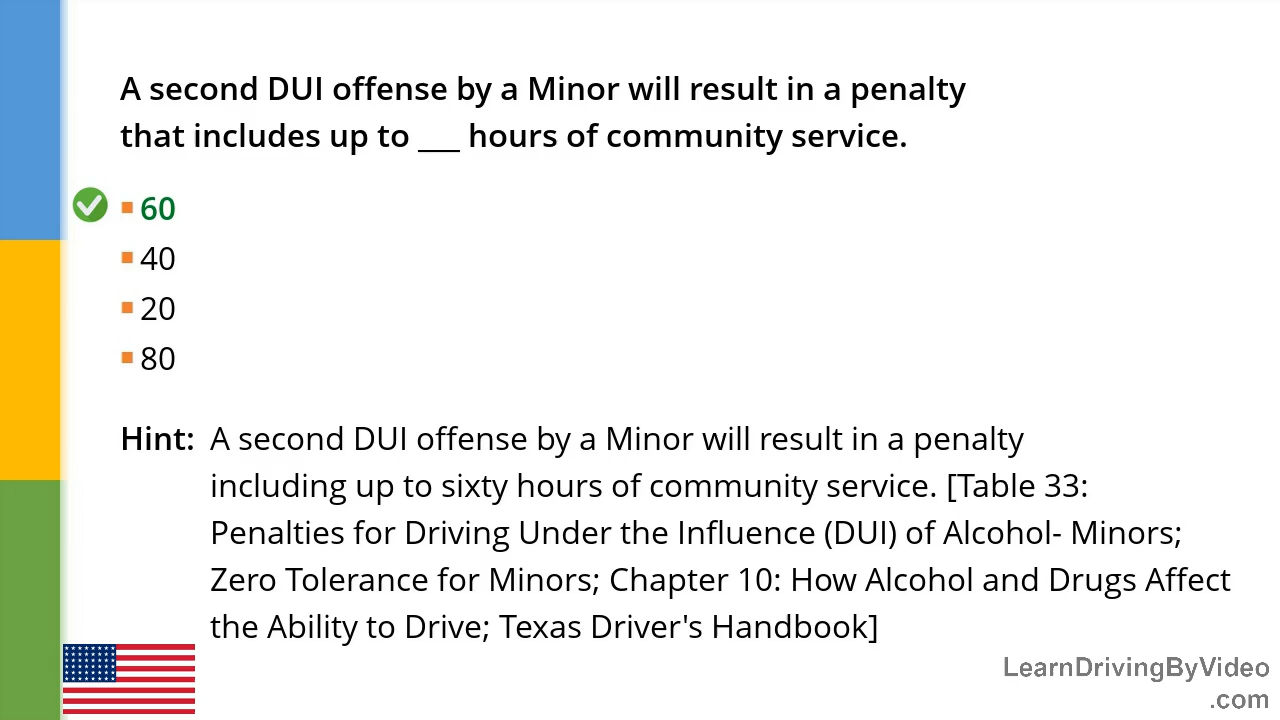 A second DUI offense by a Minor will result in a penalty
that includes up to ___ hours of community service.
60
40
20
80
Hint: A second DUI offense by a Minor will result in a penalty
including up to sixty hours of community service. [Table 33:
Penalties for Driving Under the Influence (DUI) of Alcohol- Minors;
Zero Tolerance for Minors; Chapter 10: How Alcohol and Drugs Affect
the Ability to Drive; Texas Driver's Handbook]
LearnDrivingByVideo
.com